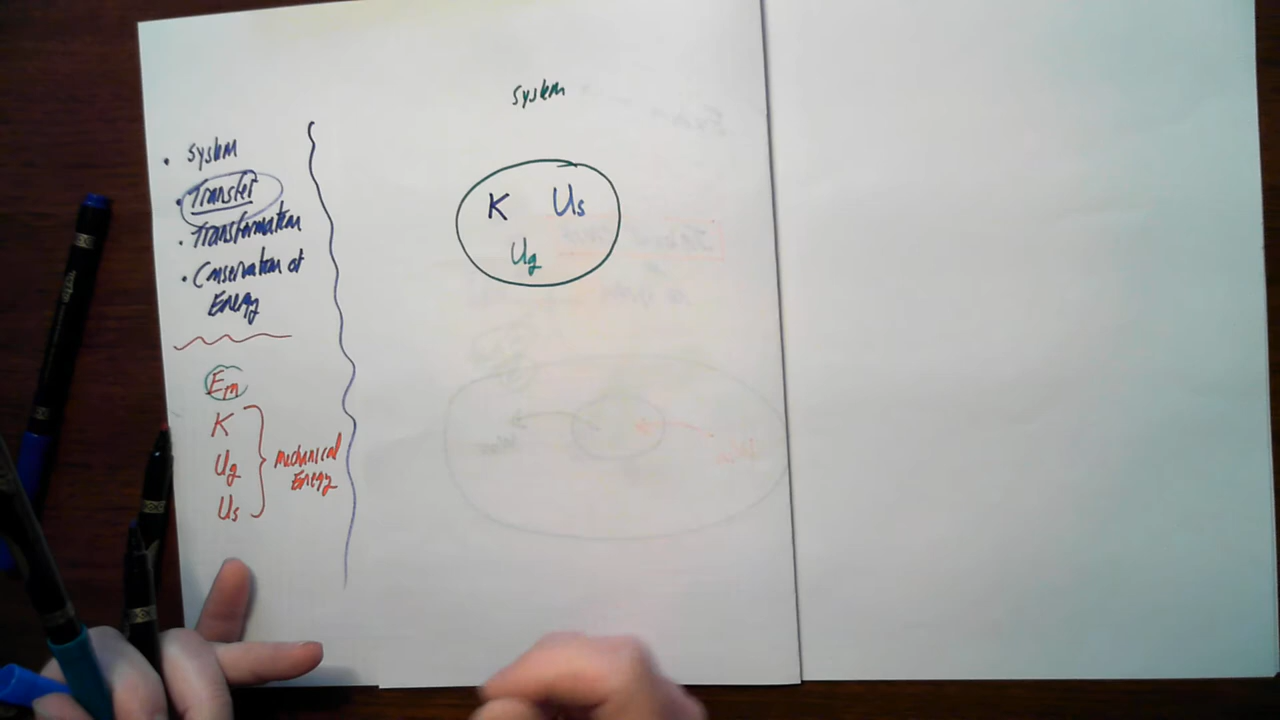 System
• System
• Transfer
• Transformation
• Conservation of
Energy
K Us
Ug
Em
K
Ug
Us
Mechanical
Energy